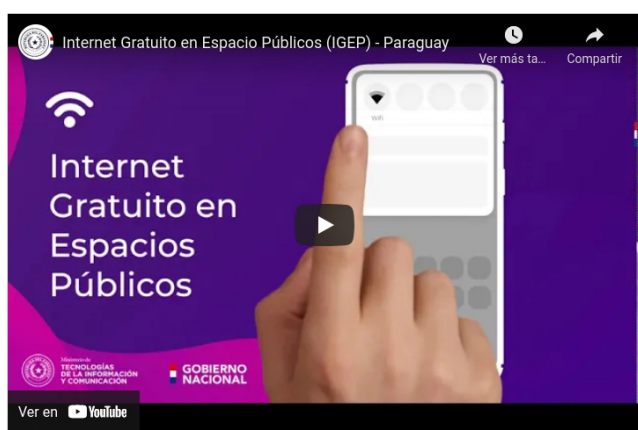 Internet Gratuito en Espacio Públicos (IGEP) - Paraguay
Ver más ta...
Compartir
Wifi
Internet
Gratuito en
Espacios
Públicos
Ministerio de
TECNOLOGÍAS
DE LA INFORMACIÓN
Y COMUNICACIÓN
GOBIERNO
NACIONAL
Ver en YouTube